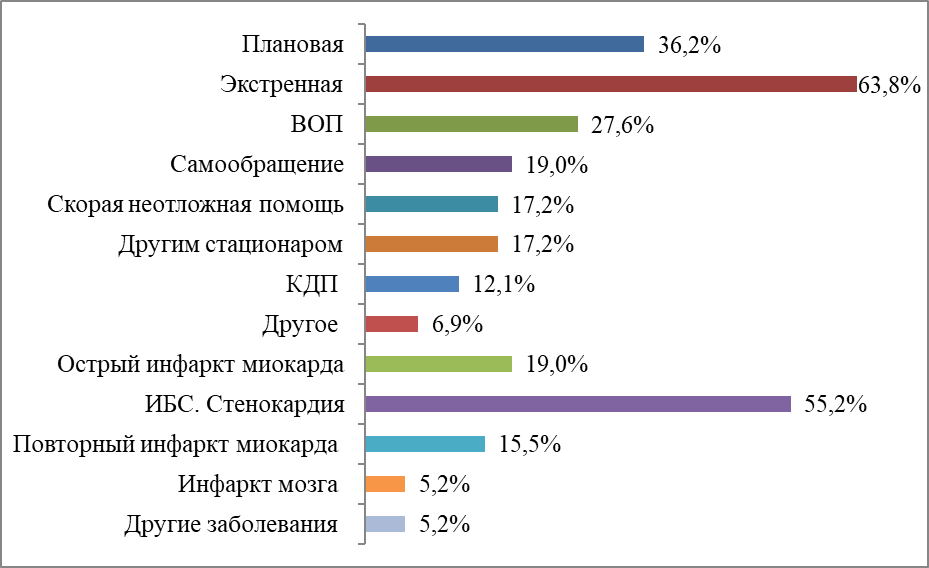 Плановая 36,2%
Экстренная 63,8%
ВОП 27,6%
Самообращение 19,0%
Скорая неотложная помощь 17,2%
Другим стационаром 17,2%
КДП 12,1%
Другое 6,9%
Острый инфаркт миокарда 19,0%
ИБС. Стенокардия 55,2%
Повторный инфаркт миокарда 15,5%
Инфаркт мозга 5,2%
Другие заболевания 5,2%